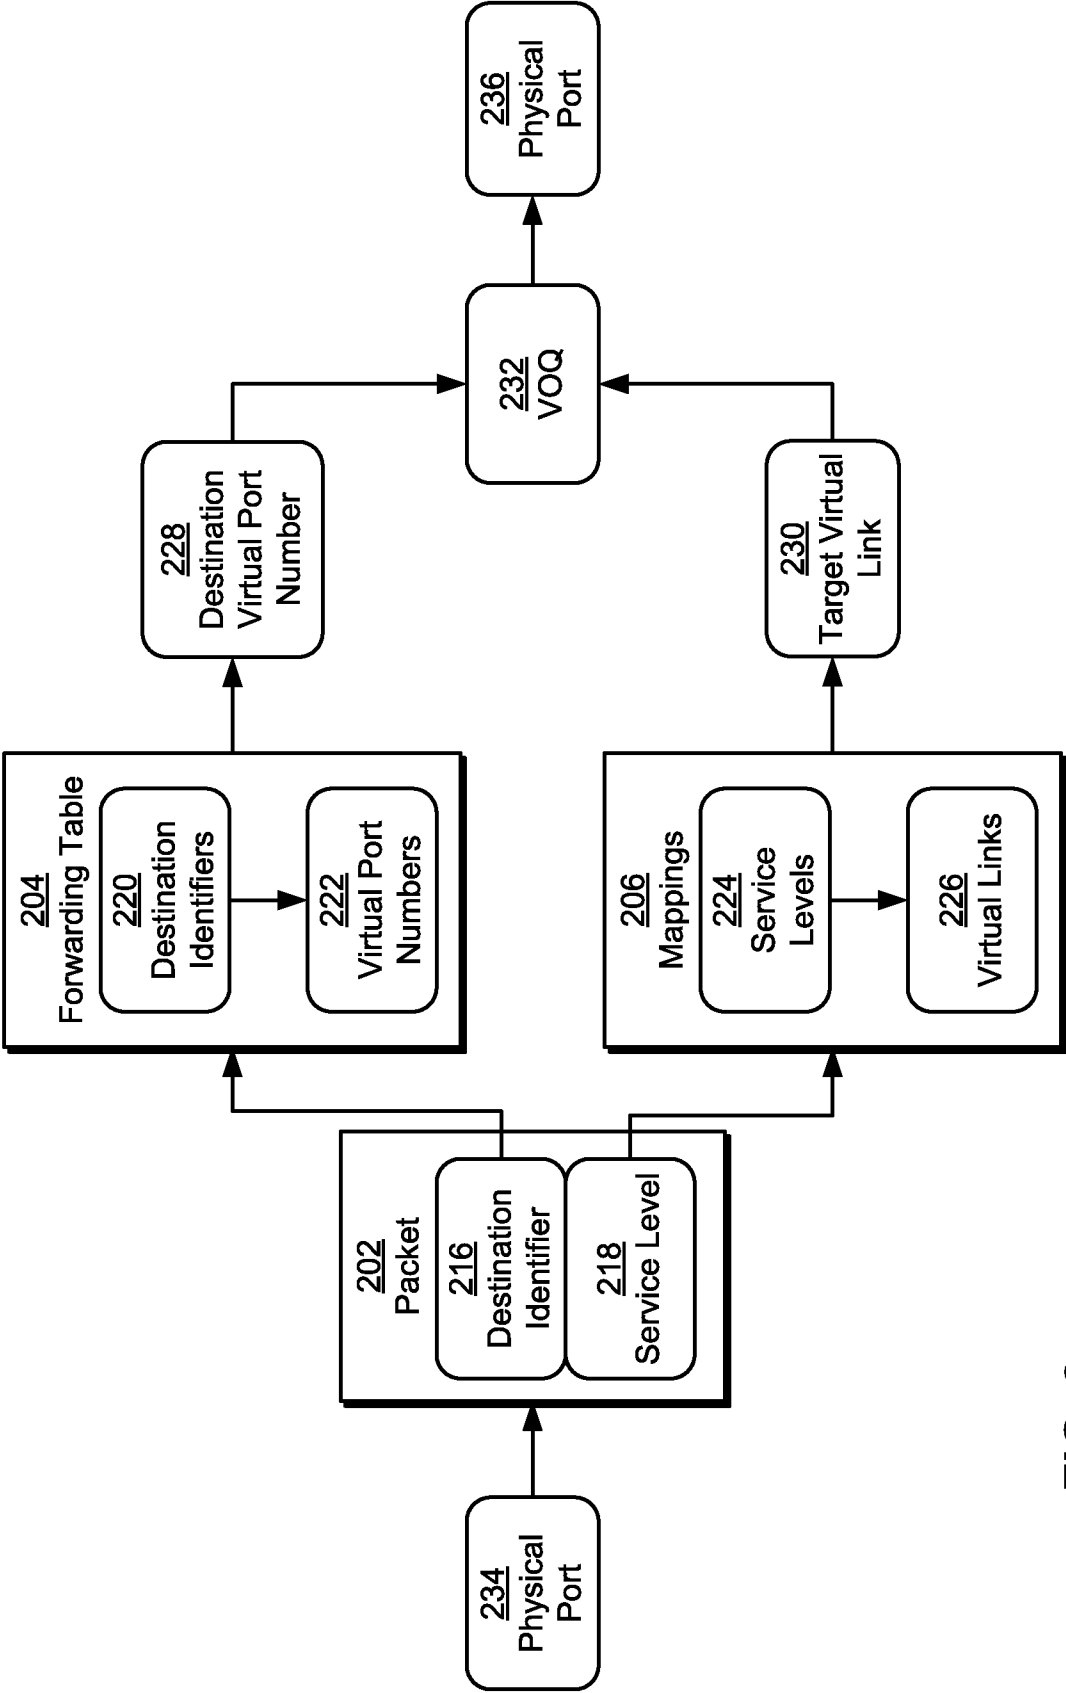 234
Physical
Port
202
Packet
216
Destination
Identifier
218
Service Level
204
Forwarding Table
220
Destination
Identifiers
222
Virtual Port
Numbers
206
Mappings
224
Service
Levels
226
Virtual Links
228
Destination
Virtual Port
Number
230
Target Virtual
Link
232
VOQ
236
Physical
Port